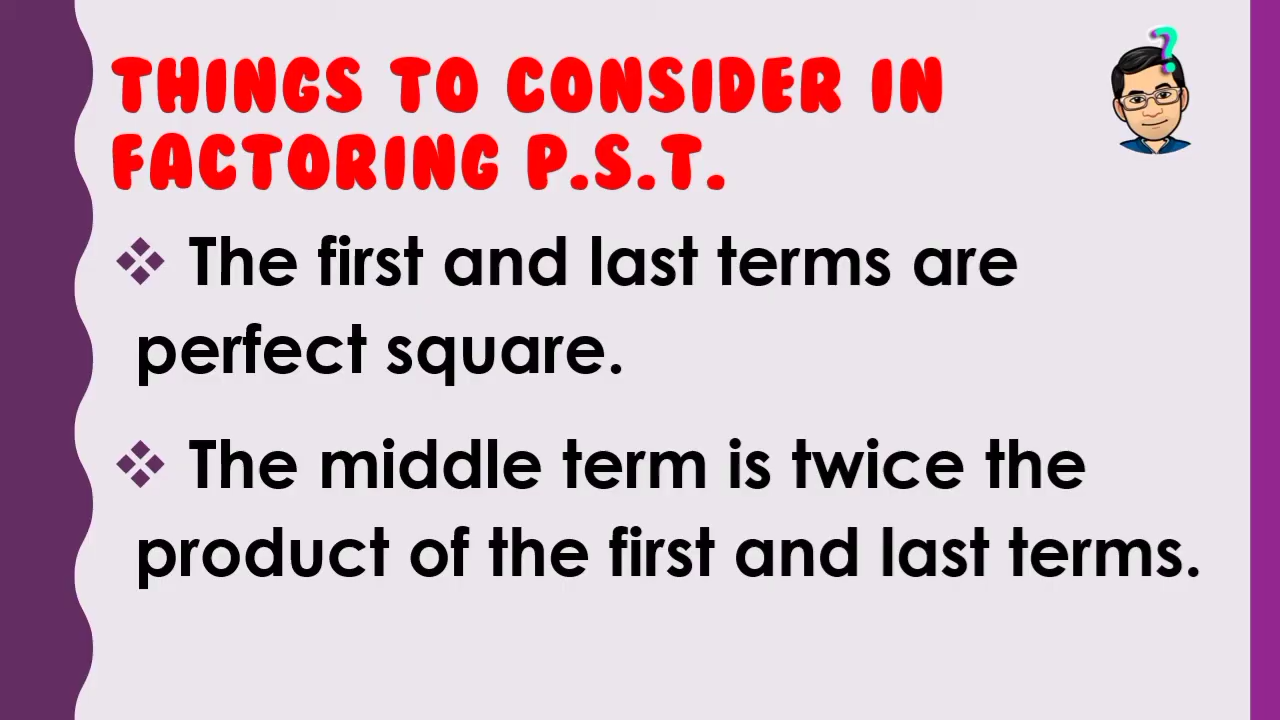 THINGS TO CONSIDER IN
FACTORING P.S.T.
❖ The first and last terms are
perfect square.
❖ The middle term is twice the
product of the first and last terms.
?